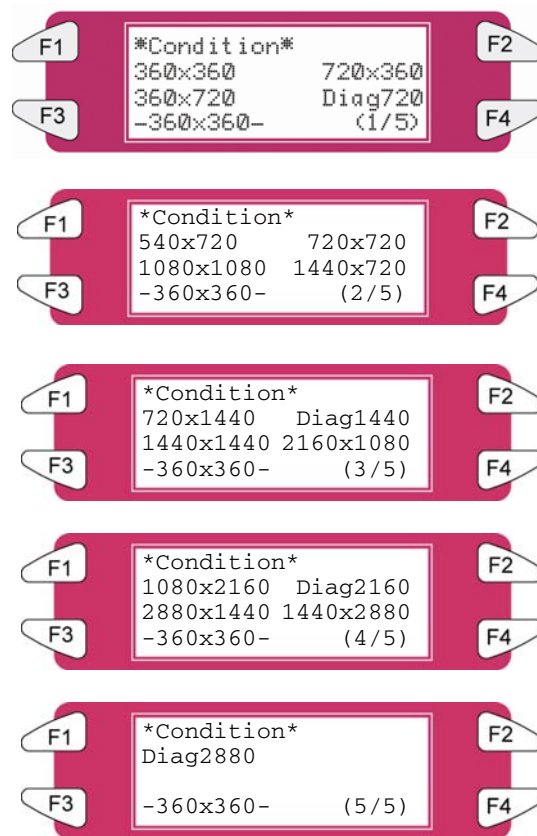 F1 F2
*Condition*
360x360 720x360
360x720 Diag720
F3 F4
-360x360- (1/5)
F1 F2
*Condition*
540x720 720x720
1080x1080 1440x720
F3 F4
-360x360- (2/5)
F1 F2
*Condition*
720x1440 Diag1440
1440x1440 2160x1080
F3 F4
-360x360- (3/5)
F1 F2
*Condition*
1080x2160 Diag2160
2880x1440 1440x2880
F3 F4
-360x360- (4/5)
F1 F2
*Condition*
Diag2880
F3 F4
-360x360- (5/5)